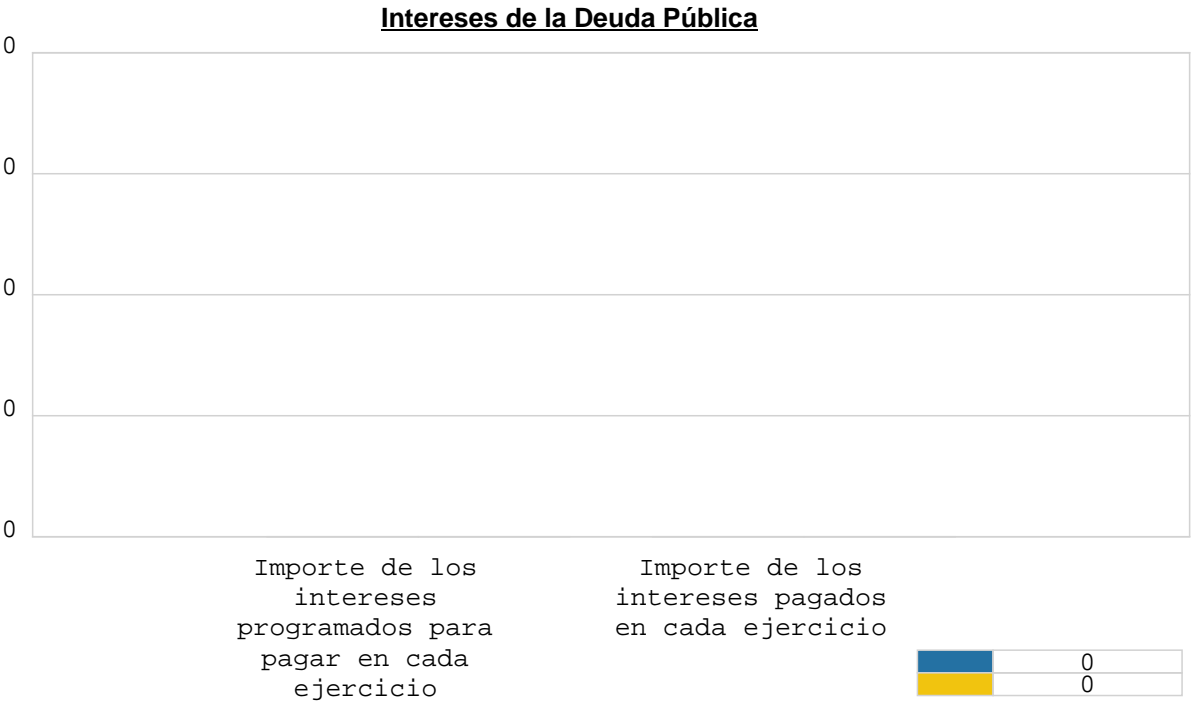 Intereses de la Deuda Pública
0
0
0
0
0
Importe de los
intereses
programados para
pagar en cada
ejercicio
Importe de los
intereses pagados
en cada ejercicio
0
0